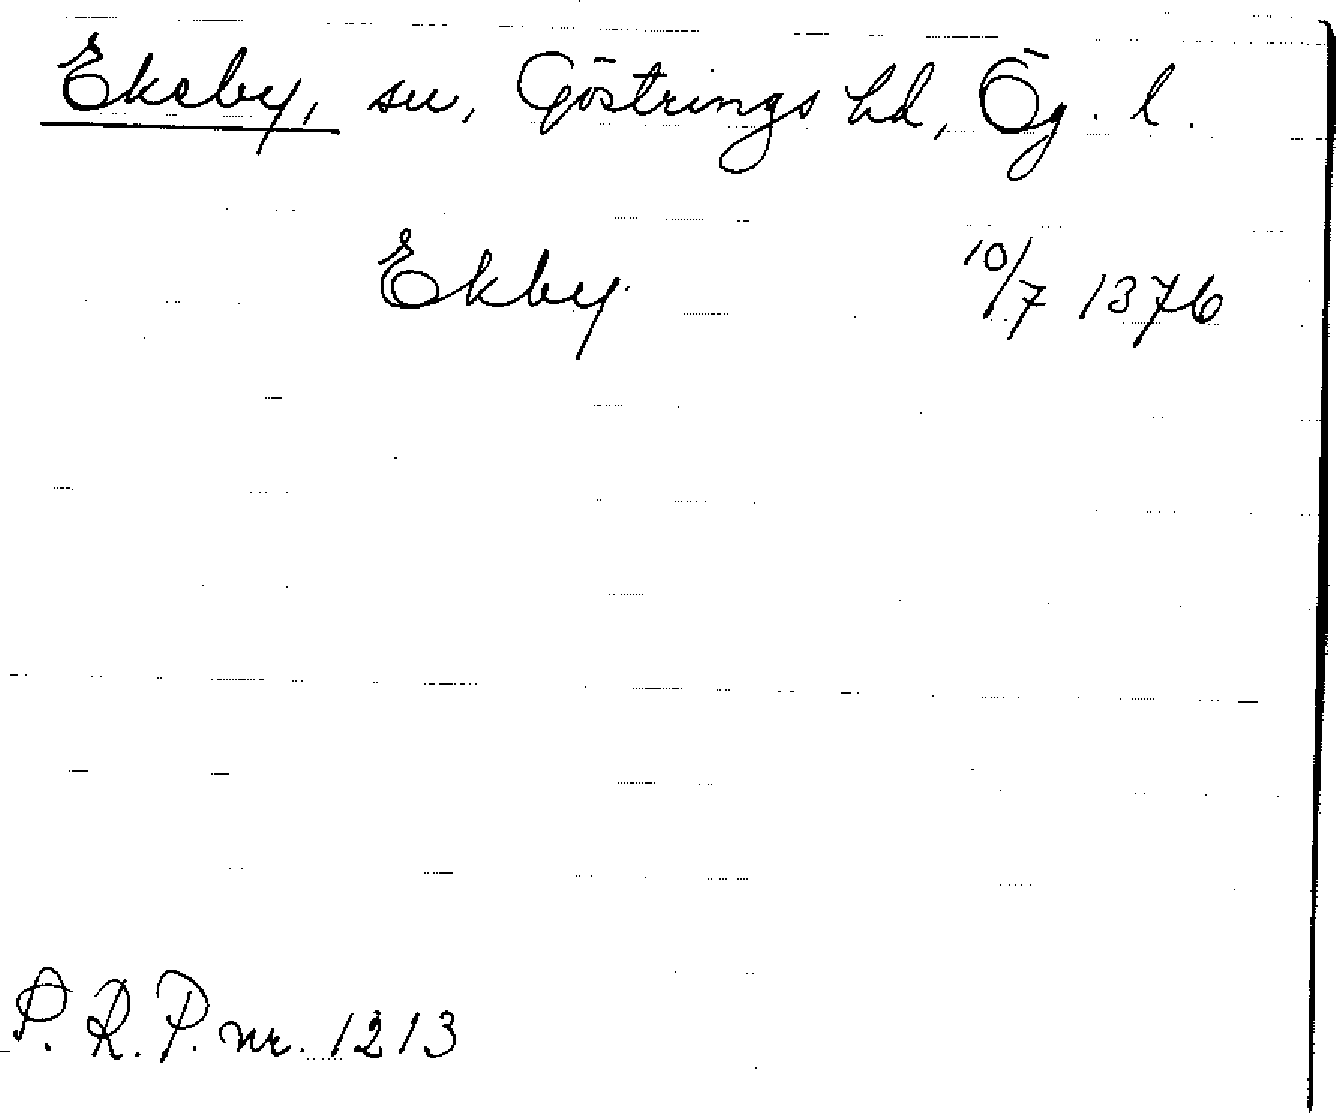 Ekeby, sn, Göstrings hd, Ög. l.
Ekby 10/7 1376
S. R. P. nr. 1213